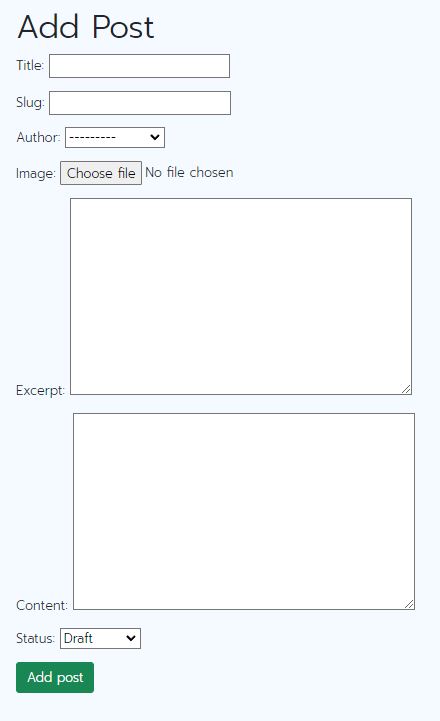 Add Post
Title:
Slug:
Author: ---------
Image: Choose file No file chosen
Excerpt:
Content:
Status: Draft
Add post